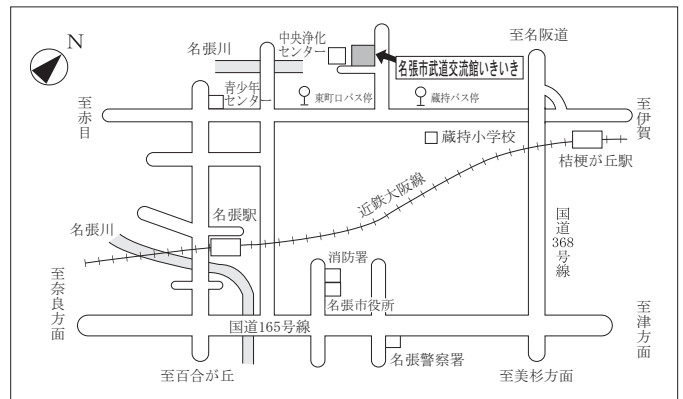 N
名張川
中央浄化
センター
名張市武道交流館いきいき
至名阪道
青少年
センター
東町口バス停
蔵持バス停
至赤目
至伊賀
蔵持小学校
桔梗が丘駅
近鉄大阪線
名張駅
名張川
国道368号線
消防署
名張市役所
至奈良方面
国道165号線
至津方面
名張警察署
至百合が丘
至美杉方面